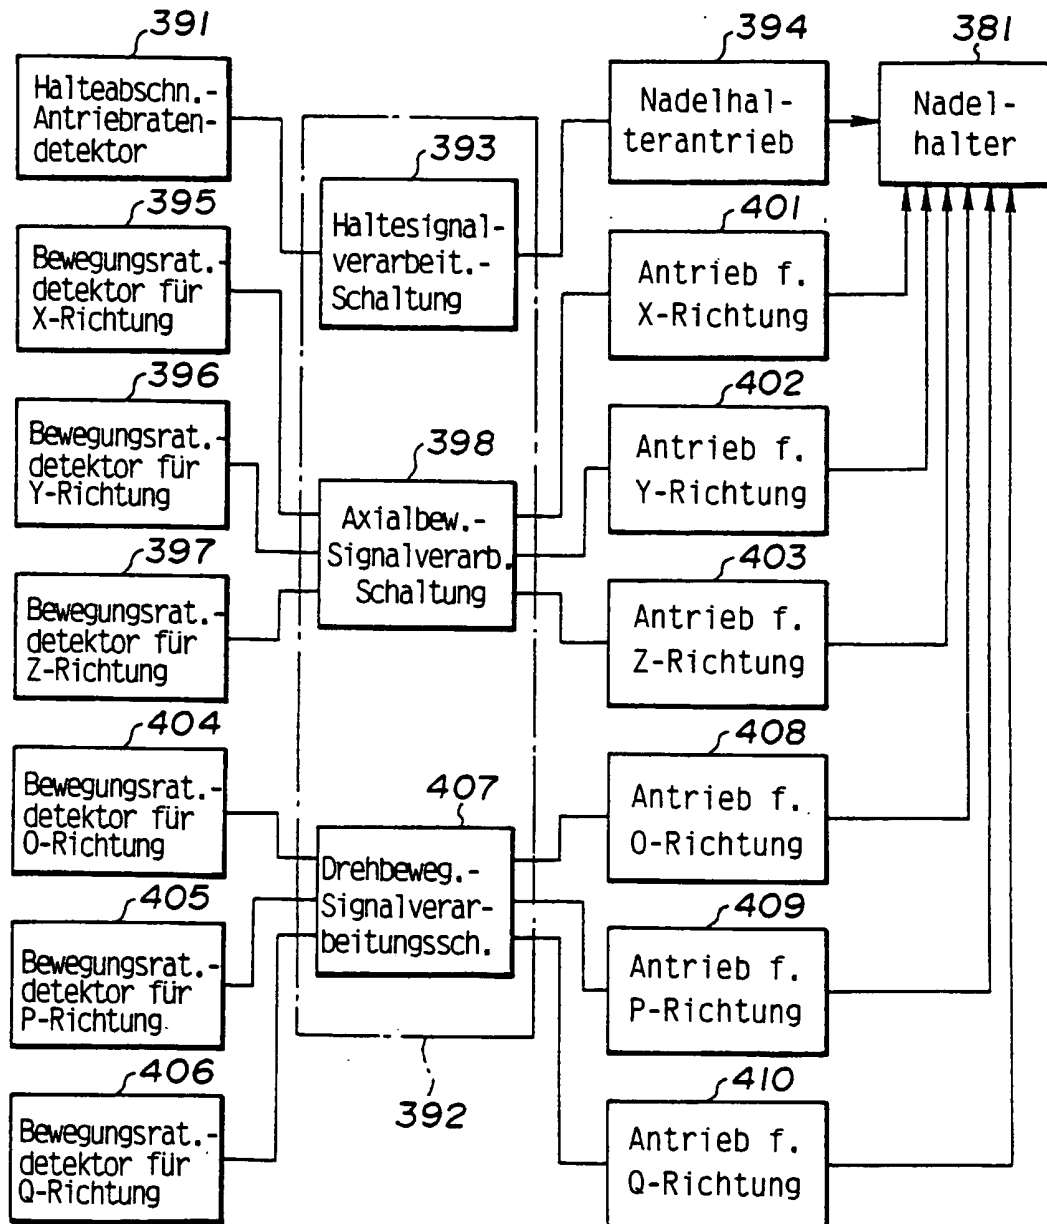 391
Halteabschn.-
Antriebraten-
detektor
395
Bewegungsrat.-
detektor für
X-Richtung
396
Bewegungsrat.-
detektor für
Y-Richtung
397
Bewegungsrat.-
detektor für
Z-Richtung
404
Bewegungsrat.-
detektor für
O-Richtung
405
Bewegungsrat.-
detektor für
P-Richtung
406
Bewegungsrat.-
detektor für
Q-Richtung
393
Haltesignal-
verarbeit.-
Schaltung
398
Axialbew.-
Signalverarb.
Schaltung
407
Drehbeweg.-
Signalverar-
beitungssch.
392
394
Nadelhal-
terantrieb
401
Antrieb f.
X-Richtung
402
Antrieb f.
Y-Richtung
403
Antrieb f.
Z-Richtung
408
Antrieb f.
O-Richtung
409
Antrieb f.
P-Richtung
410
Antrieb f.
Q-Richtung
381
Nadel-
halter